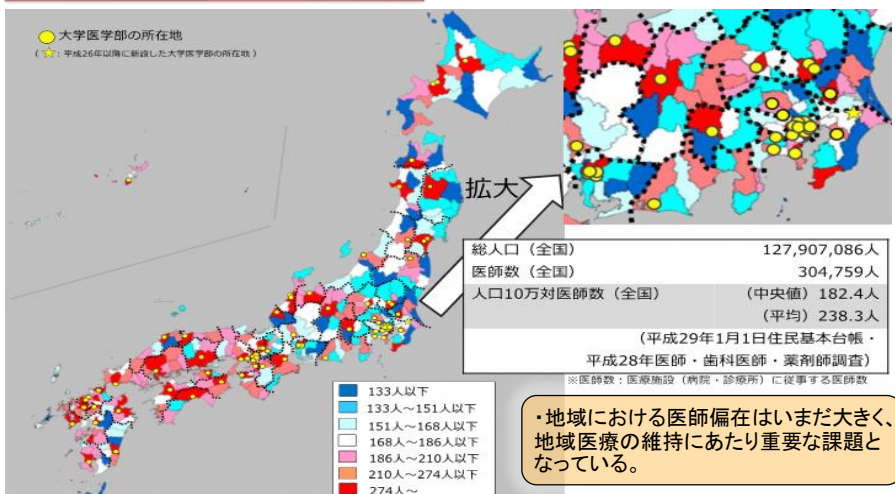 大学医学部の所在地
(☆:平成26年以降に新設した大学医学部の所在地)
拡大
総人口(全国) 127,907,086人
医師数(全国) 304,759人
人口10万対医師数(全国) (中央値) 182.4人
(平均) 238.3人
(平成29年1月1日住民基本台帳・
平成28年医師・歯科医師・薬剤師調査)
※医師数:医療施設(病院・診療所)に従事する医師数
133人以下
133人~151人以下
151人~168人以下
168人~186人以下
186人~210人以下
210人~274人以下
274人~
・地域における医師偏在はいまだ大きく、
地域医療の維持にあたり重要な課題と
なっている。